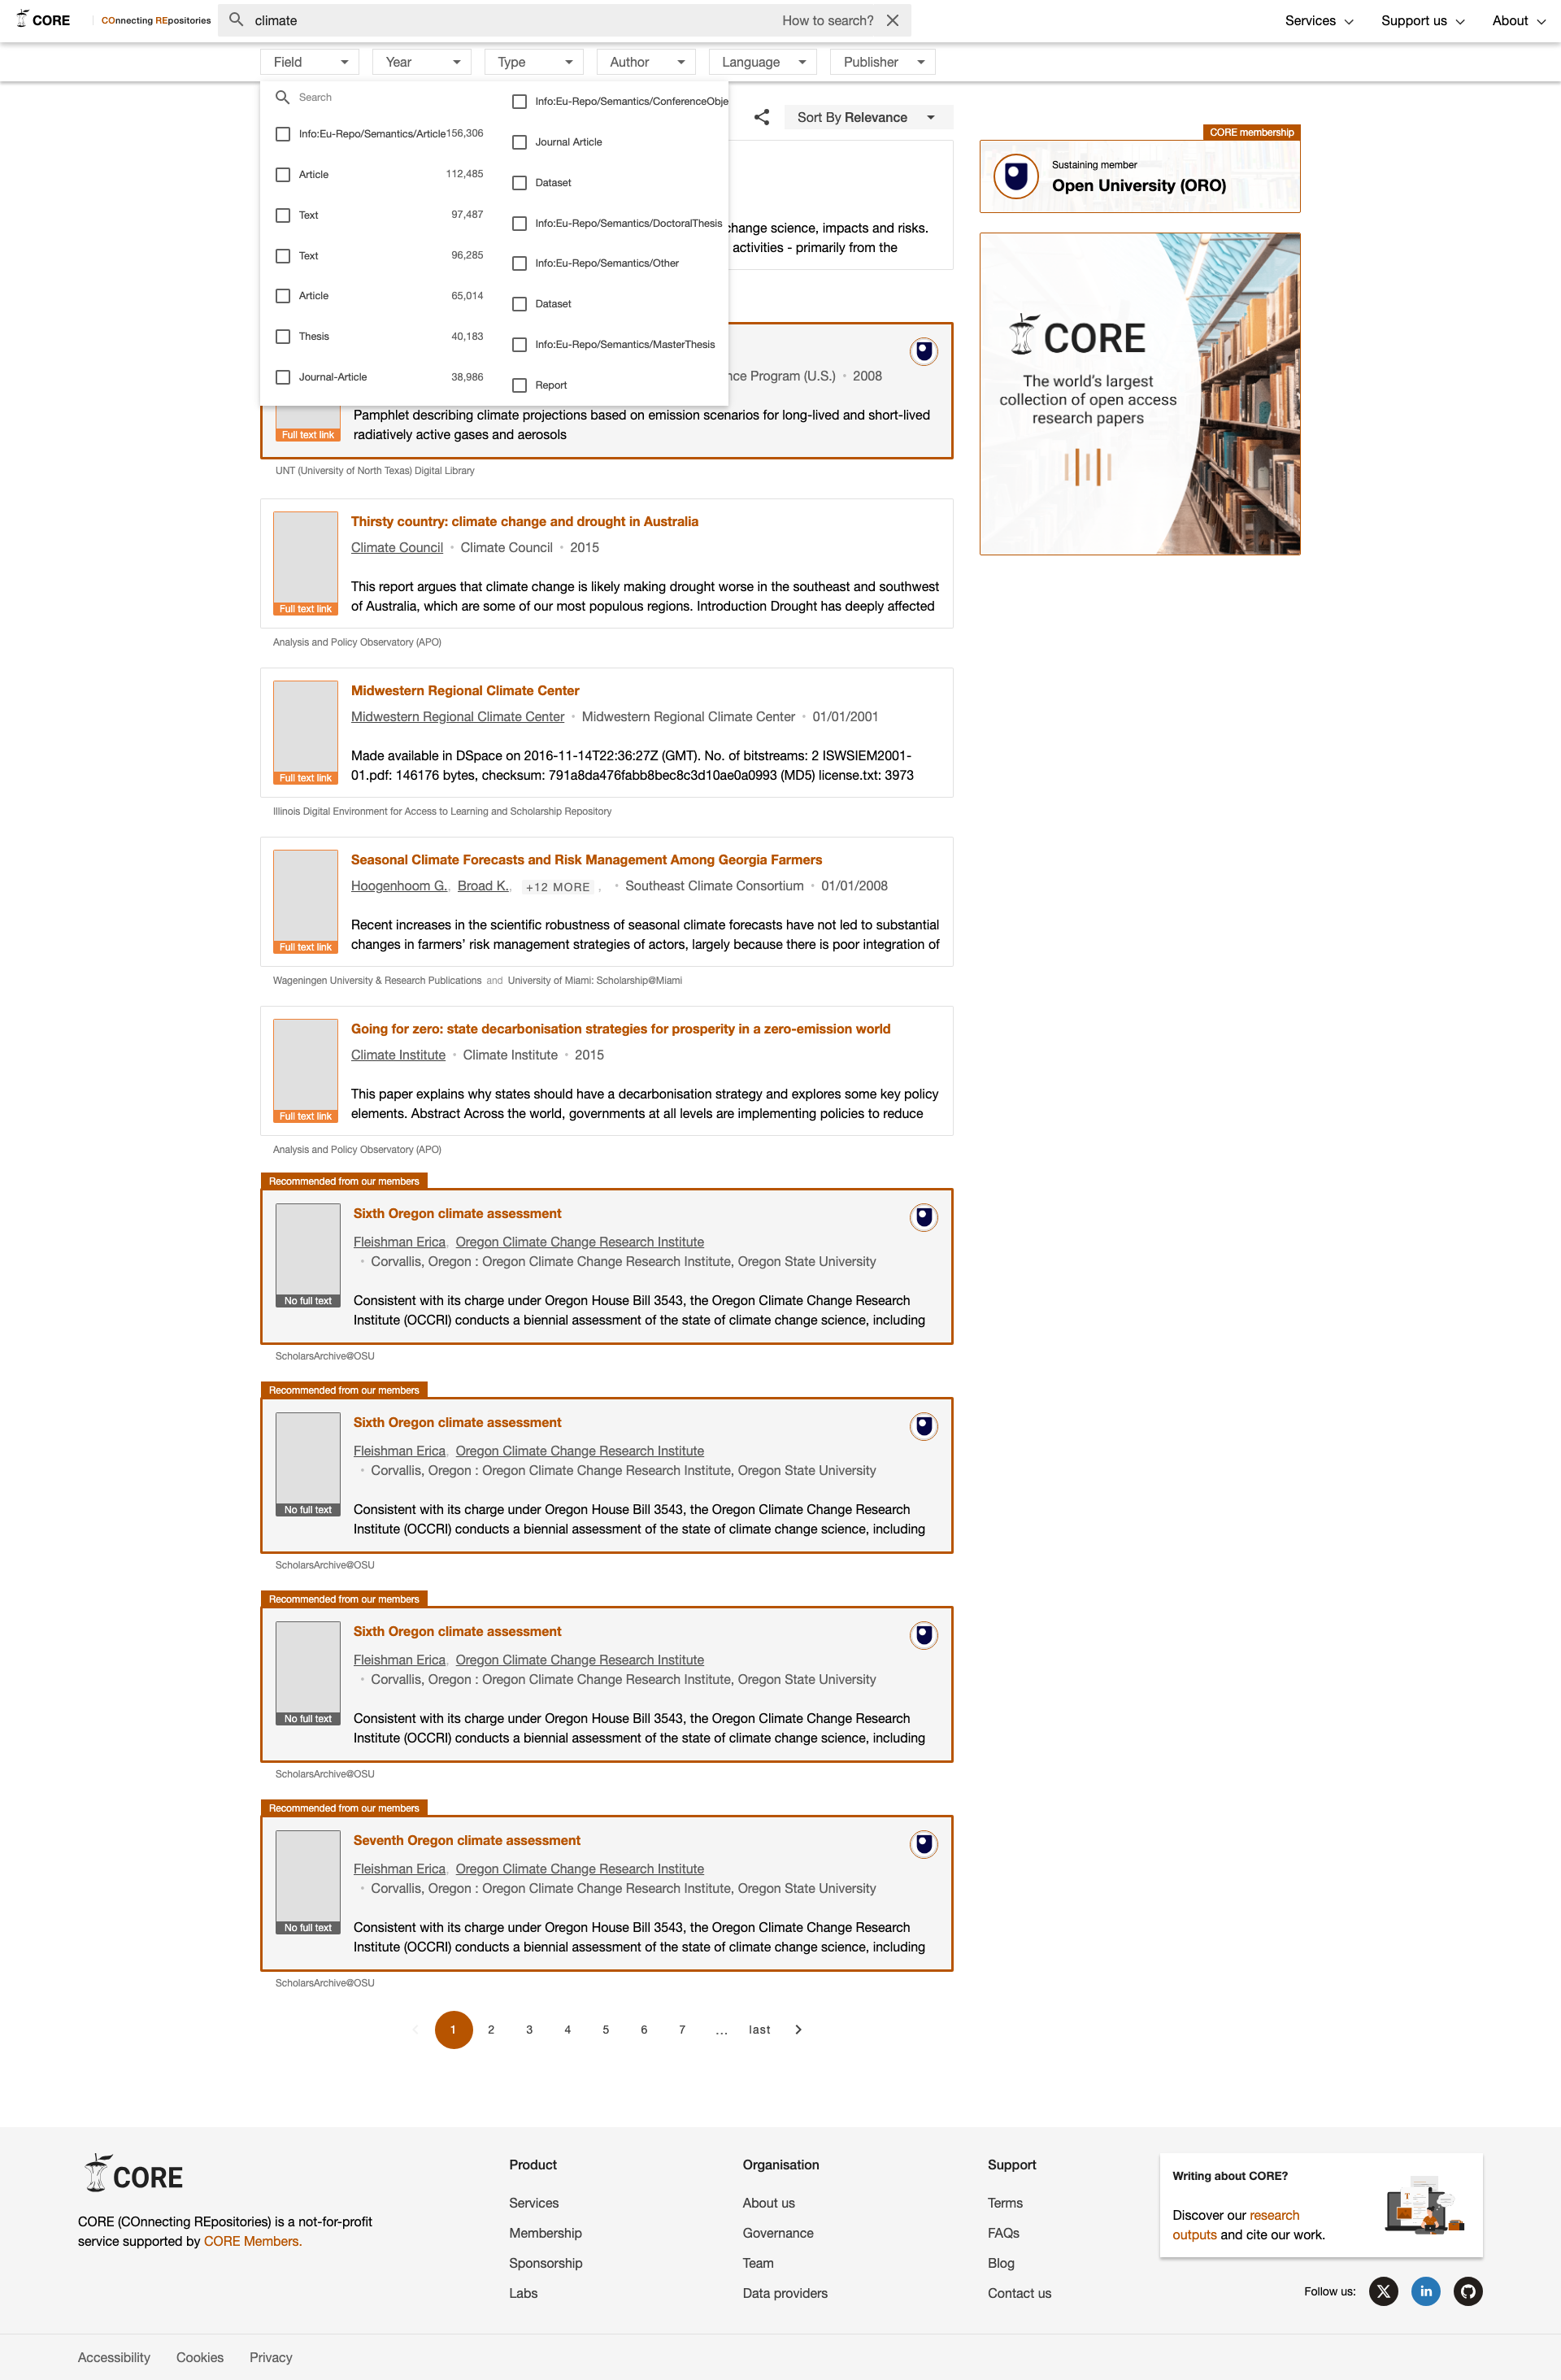 CORE
COnnecting REpositories
climate
How to search?
Services
Support us
About
Field
Year
Type
Author
Language
Publisher
Search
Info:Eu-Repo/Semantics/Article 156,306
Article 112,485
Text 97,487
Text 96,285
Article 65,014
Thesis 40,183
Journal-Article 38,986
Info:Eu-Repo/Semantics/ConferenceObje
Journal Article
Dataset
Info:Eu-Repo/Semantics/DoctoralThesis
Info:Eu-Repo/Semantics/Other
Dataset
Info:Eu-Repo/Semantics/MasterThesis
Report
Sort By Relevance
change science, impacts and risks.
activities - primarily from the
nce Program (U.S.) • 2008
Pamphlet describing climate projections based on emission scenarios for long-lived and short-lived
radiatively active gases and aerosols
Full text link
UNT (University of North Texas) Digital Library
Thirsty country: climate change and drought in Australia
Climate Council • Climate Council • 2015
This report argues that climate change is likely making drought worse in the southeast and southwest
of Australia, which are some of our most populous regions. Introduction Drought has deeply affected
Full text link
Analysis and Policy Observatory (APO)
Midwestern Regional Climate Center
Midwestern Regional Climate Center • Midwestern Regional Climate Center • 01/01/2001
Made available in DSpace on 2016-11-14T22:36:27Z (GMT). No. of bitstreams: 2 ISWSIEM2001-
01.pdf: 146176 bytes, checksum: 791a8da476fabb8bec8c3d10ae0a0993 (MD5) license.txt: 3973
Full text link
Illinois Digital Environment for Access to Learning and Scholarship Repository
Seasonal Climate Forecasts and Risk Management Among Georgia Farmers
Hoogenhoom G., Broad K., +12 MORE , • Southeast Climate Consortium • 01/01/2008
Recent increases in the scientific robustness of seasonal climate forecasts have not led to substantial
changes in farmers’ risk management strategies of actors, largely because there is poor integration of
Full text link
Wageningen University & Research Publications and University of Miami: Scholarship@Miami
Going for zero: state decarbonisation strategies for prosperity in a zero-emission world
Climate Institute • Climate Institute • 2015
This paper explains why states should have a decarbonisation strategy and explores some key policy
elements. Abstract Across the world, governments at all levels are implementing policies to reduce
Full text link
Analysis and Policy Observatory (APO)
Recommended from our members
Sixth Oregon climate assessment
Fleishman Erica, Oregon Climate Change Research Institute
• Corvallis, Oregon : Oregon Climate Change Research Institute, Oregon State University
Consistent with its charge under Oregon House Bill 3543, the Oregon Climate Change Research
Institute (OCCRI) conducts a biennial assessment of the state of climate change science, including
No full text
ScholarsArchive@OSU
Recommended from our members
Sixth Oregon climate assessment
Fleishman Erica, Oregon Climate Change Research Institute
• Corvallis, Oregon : Oregon Climate Change Research Institute, Oregon State University
Consistent with its charge under Oregon House Bill 3543, the Oregon Climate Change Research
Institute (OCCRI) conducts a biennial assessment of the state of climate change science, including
No full text
ScholarsArchive@OSU
Recommended from our members
Sixth Oregon climate assessment
Fleishman Erica, Oregon Climate Change Research Institute
• Corvallis, Oregon : Oregon Climate Change Research Institute, Oregon State University
Consistent with its charge under Oregon House Bill 3543, the Oregon Climate Change Research
Institute (OCCRI) conducts a biennial assessment of the state of climate change science, including
No full text
ScholarsArchive@OSU
Recommended from our members
Seventh Oregon climate assessment
Fleishman Erica, Oregon Climate Change Research Institute
• Corvallis, Oregon : Oregon Climate Change Research Institute, Oregon State University
Consistent with its charge under Oregon House Bill 3543, the Oregon Climate Change Research
Institute (OCCRI) conducts a biennial assessment of the state of climate change science, including
No full text
ScholarsArchive@OSU
1 2 3 4 5 6 7 ... last
CORE membership
Sustaining member
Open University (ORO)
CORE
The world’s largest
collection of open access
research papers
CORE
CORE (COnnecting REpositories) is a not-for-profit
service supported by CORE Members.
Product
Services
Membership
Sponsorship
Labs
Organisation
About us
Governance
Team
Data providers
Support
Terms
FAQs
Blog
Contact us
Writing about CORE?
Discover our research
outputs and cite our work.
Follow us:
in
Accessibility
Cookies
Privacy